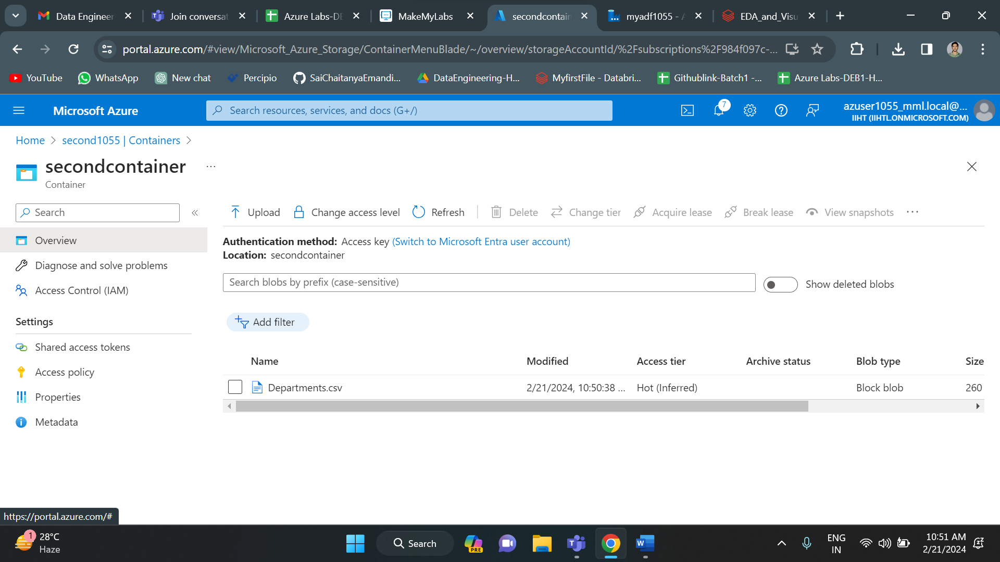 Data Engineer
Join conversat
Azure Labs-DE
MakeMyLabs
secondcontain
myadf1055 - A
EDA_and_Visu
portal.azure.com/#view/Microsoft_Azure_Storage/ContainerMenuBlade/~/overview/storageAccountId/%2Fsubscriptions%2F984f097c-...
YouTube
WhatsApp
New chat
Percipio
SaiChaitanyaEmandi...
DataEngineering-H...
MyfirstFile - Databri...
Githublink-Batch1 -...
Azure Labs-DEB1-H...
Microsoft Azure
Search resources, services, and docs (G+/)
7
azuser1055_mml.local@...
IIHT (IIHTL.ONMICROSOFT.COM)
Home > second1055 | Containers >
secondcontainer ...
Container
Search
Upload
Change access level
Refresh
Delete
Change tier
Acquire lease
Break lease
View snapshots
...
Overview
Diagnose and solve problems
Access Control (IAM)
Settings
Shared access tokens
Access policy
Properties
Metadata
Authentication method: Access key (Switch to Microsoft Entra user account)
Location: secondcontainer
Search blobs by prefix (case-sensitive)
Show deleted blobs
Add filter
Name Modified Access tier Archive status Blob type Size
Departments.csv 2/21/2024, 10:50:38 ... Hot (Inferred) Block blob 260
https://portal.azure.com/#
1
28°C
Haze
Search
PRE
ENG
IN
10:51 AM
2/21/2024